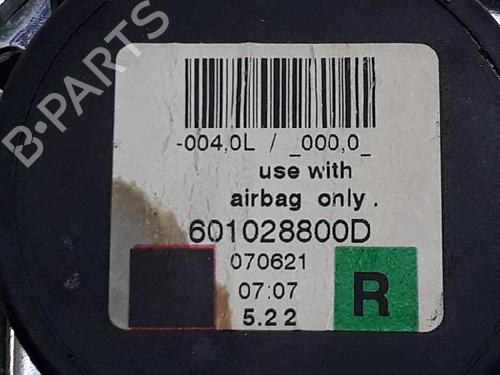 B-PARTS
-004,0L / _000,0_
use with
airbag only .
601028800D
070621
07:07
5.22
R